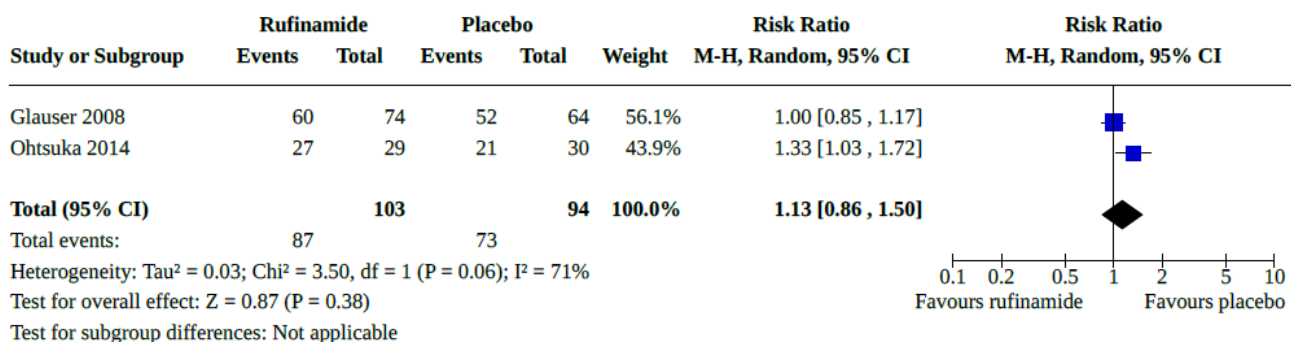 Rufinamide Placebo Risk Ratio Risk Ratio
Study or Subgroup Events Total Events Total Weight M-H, Random, 95% CI M-H, Random, 95% CI
Glauser 2008 60 74 52 64 56.1% 1.00 [0.85 , 1.17]
Ohtsuka 2014 27 29 21 30 43.9% 1.33 [1.03 , 1.72]
Total (95% CI) 103 94 100.0% 1.13 [0.86 , 1.50]
Total events: 87 73
Heterogeneity: Tau² = 0.03; Chi² = 3.50, df = 1 (P = 0.06); I² = 71%
0.1 0.2 0.5 1 2 5 10
Test for overall effect: Z = 0.87 (P = 0.38) Favours rufinamide Favours placebo
Test for subgroup differences: Not applicable